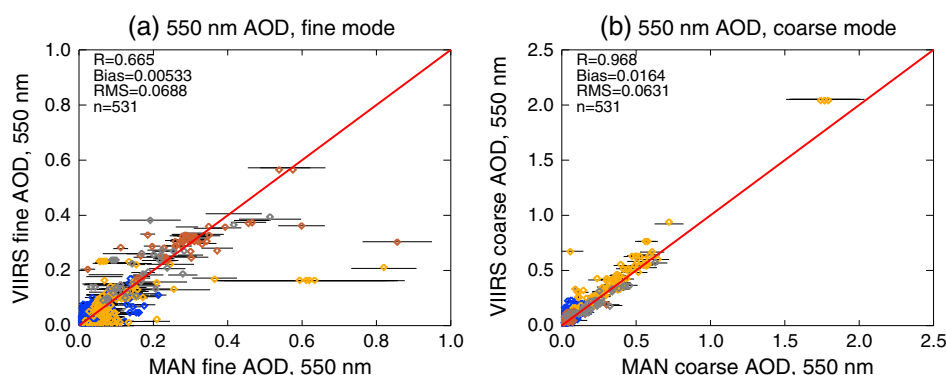 (a) 550 nm AOD, fine mode
R=0.665
Bias=0.00533
RMS=0.0688
n=531
VIIRS fine AOD, 550 nm
1.0
0.8
0.6
0.4
0.2
0.0
0.0 0.2 0.4 0.6 0.8 1.0
MAN fine AOD, 550 nm
(b) 550 nm AOD, coarse mode
R=0.968
Bias=0.0164
RMS=0.0631
n=531
VIIRS coarse AOD, 550 nm
2.5
2.0
1.5
1.0
0.5
0.0
0.0 0.5 1.0 1.5 2.0 2.5
MAN coarse AOD, 550 nm